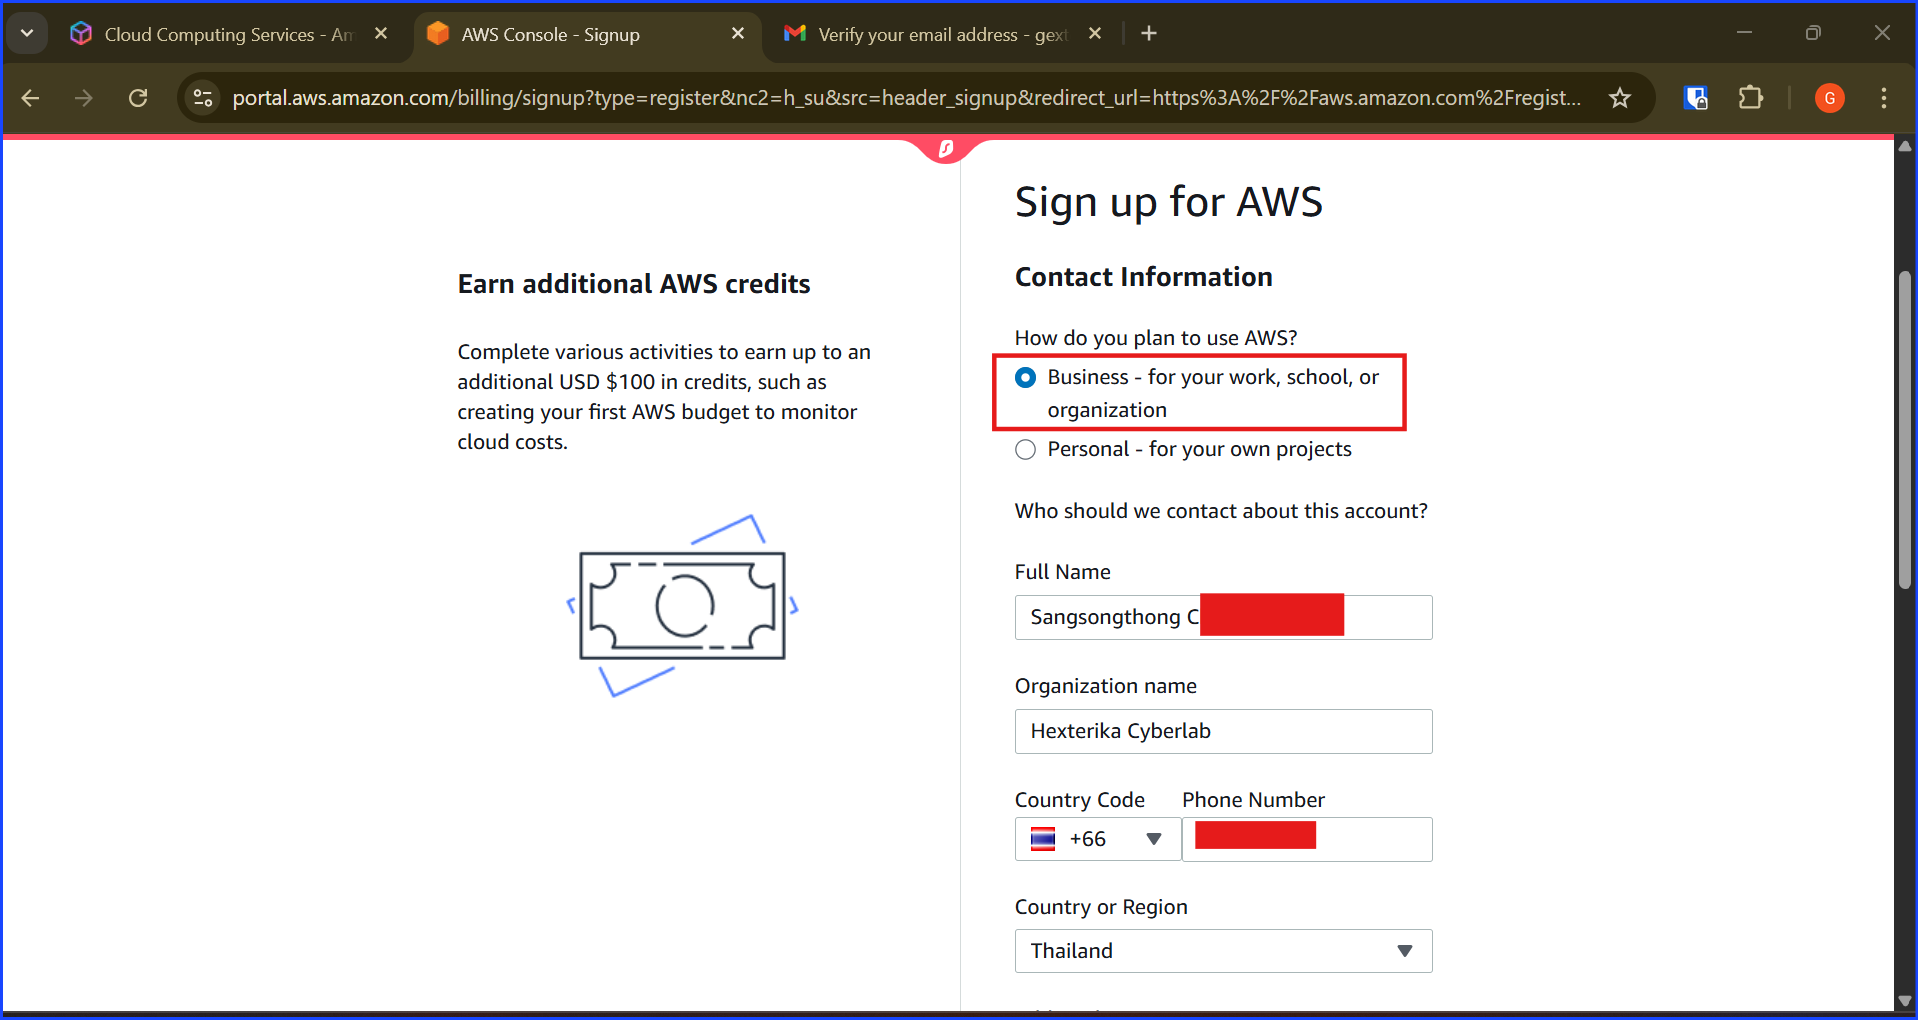 Cloud Computing Services - Am
AWS Console - Signup
Verify your email address - gext
portal.aws.amazon.com/billing/signup?type=register&nc2=h_su&src=header_signup&redirect_url=https%3A%2F%2Faws.amazon.com%2Fregist...
G
Earn additional AWS credits
Complete various activities to earn up to an
additional USD $100 in credits, such as
creating your first AWS budget to monitor
cloud costs.
Sign up for AWS
Contact Information
How do you plan to use AWS?
Business - for your work, school, or
organization
Personal - for your own projects
Who should we contact about this account?
Full Name
Sangsongthong C
Organization name
Hexterika Cyberlab
Country Code Phone Number
+66
Country or Region
Thailand